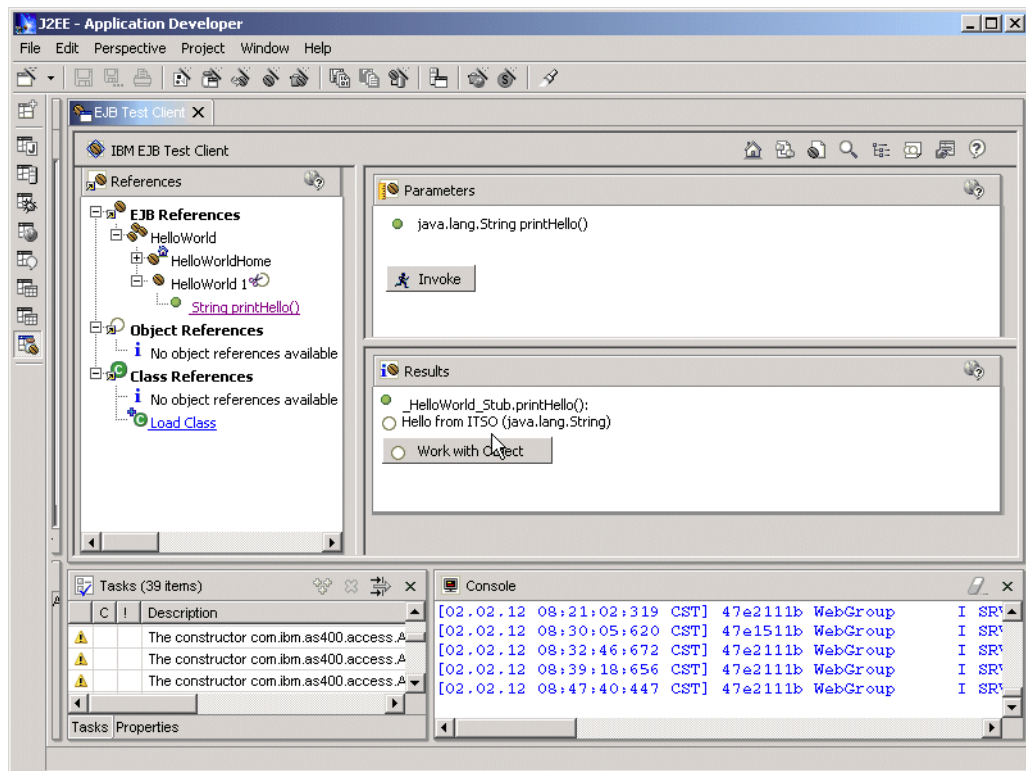 J2EE - Application Developer
File Edit Perspective Project Window Help
EJB Test Client
IBM EJB Test Client
References
EJB References
HelloWorld
HelloWorldHome
HelloWorld 1
String printHello()
Object References
No object references available
Class References
No object references available
Load Class
Parameters
java.lang.String printHello()
Invoke
Results
_HelloWorld_Stub.printHello():
Hello from ITSO (java.lang.String)
Work with Object
Tasks (39 items)
C ! Description
The constructor com.ibm.as400.access.A
The constructor com.ibm.as400.access.A
The constructor com.ibm.as400.access.A
Tasks Properties
Console
[02.02.12 08:21:02:319 CST] 47e2111b WebGroup I SRV
[02.02.12 08:30:05:620 CST] 47e1511b WebGroup I SRV
[02.02.12 08:32:46:672 CST] 47e2111b WebGroup I SRV
[02.02.12 08:39:18:656 CST] 47e2111b WebGroup I SRV
[02.02.12 08:47:40:447 CST] 47e2111b WebGroup I SRV